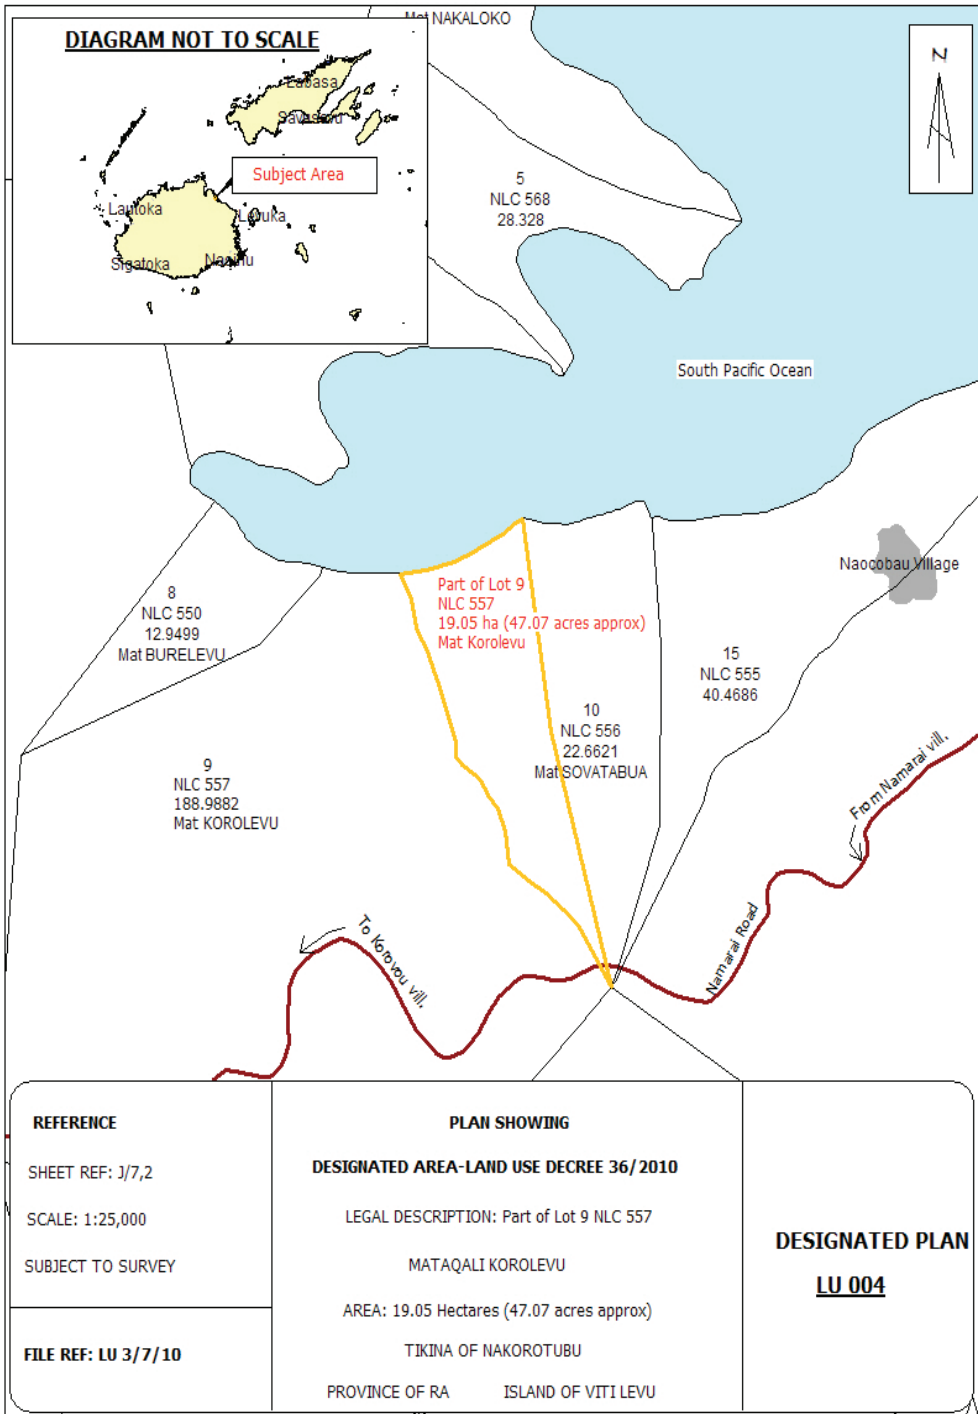 Mat NAKALOKO
DIAGRAM NOT TO SCALE
Labasa
Savusavu
Subject Area
Lautoka
Levuka
Sigatoka
Nasinu
N
5
NLC 568
28.328
South Pacific Ocean
Naocobau Village
Part of Lot 9
NLC 557
19.05 ha (47.07 acres approx)
Mat Korolevu
8
NLC 550
12.9499
Mat BURELEVU
15
NLC 555
40.4686
10
NLC 556
22.6621
Mat SOVATABUA
9
NLC 557
188.9882
Mat KOROLEVU
From Namarai vill.
Namarai Road
To Korovou vill.
REFERENCE
SHEET REF: J/7,2
SCALE: 1:25,000
SUBJECT TO SURVEY
FILE REF: LU 3/7/10
PLAN SHOWING
DESIGNATED AREA-LAND USE DECREE 36/2010
LEGAL DESCRIPTION: Part of Lot 9 NLC 557
MATAQALI KOROLEVU
AREA: 19.05 Hectares (47.07 acres approx)
TIKINA OF NAKOROTUBU
PROVINCE OF RA ISLAND OF VITI LEVU
DESIGNATED PLAN
LU 004